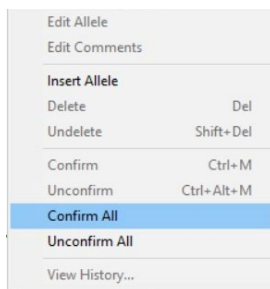 Edit Allele
Edit Comments
Insert Allele
Delete Del
Undelete Shift+Del
Confirm Ctrl+M
Unconfirm Ctrl+Alt+M
Confirm All
Unconfirm All
View History...